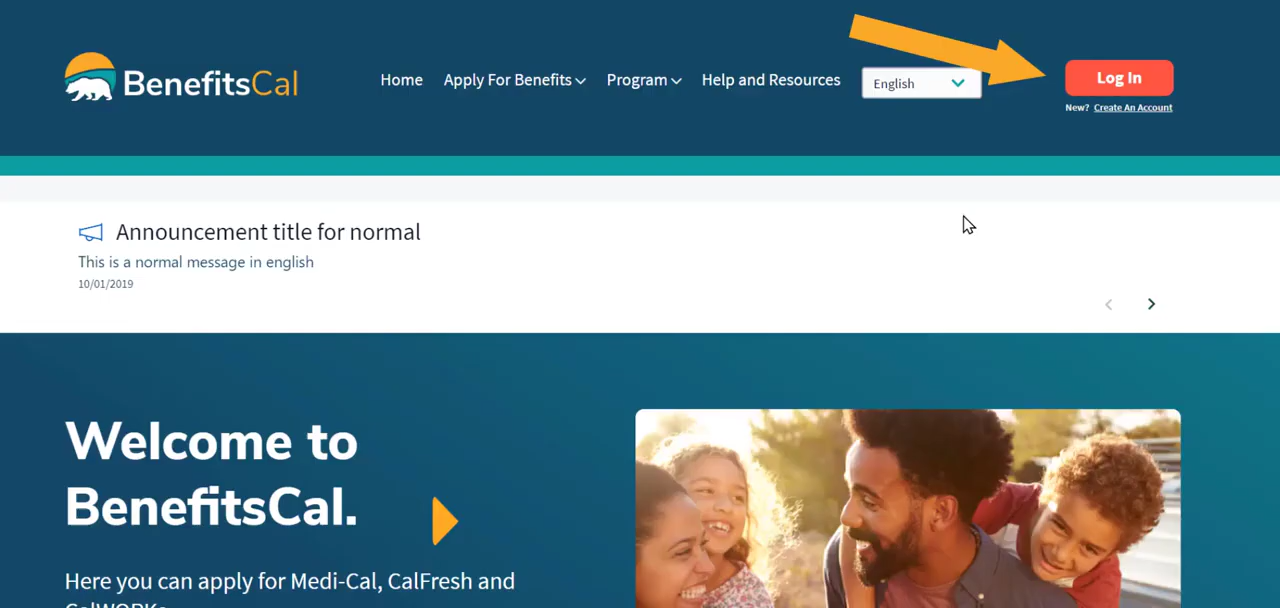 BenefitsCal
Home Apply For Benefits Program Help and Resources English Log In
New? Create An Account
Announcement title for normal
This is a normal message in english
10/01/2019
Welcome to
BenefitsCal.
Here you can apply for Medi-Cal, CalFresh and
CalWORKs